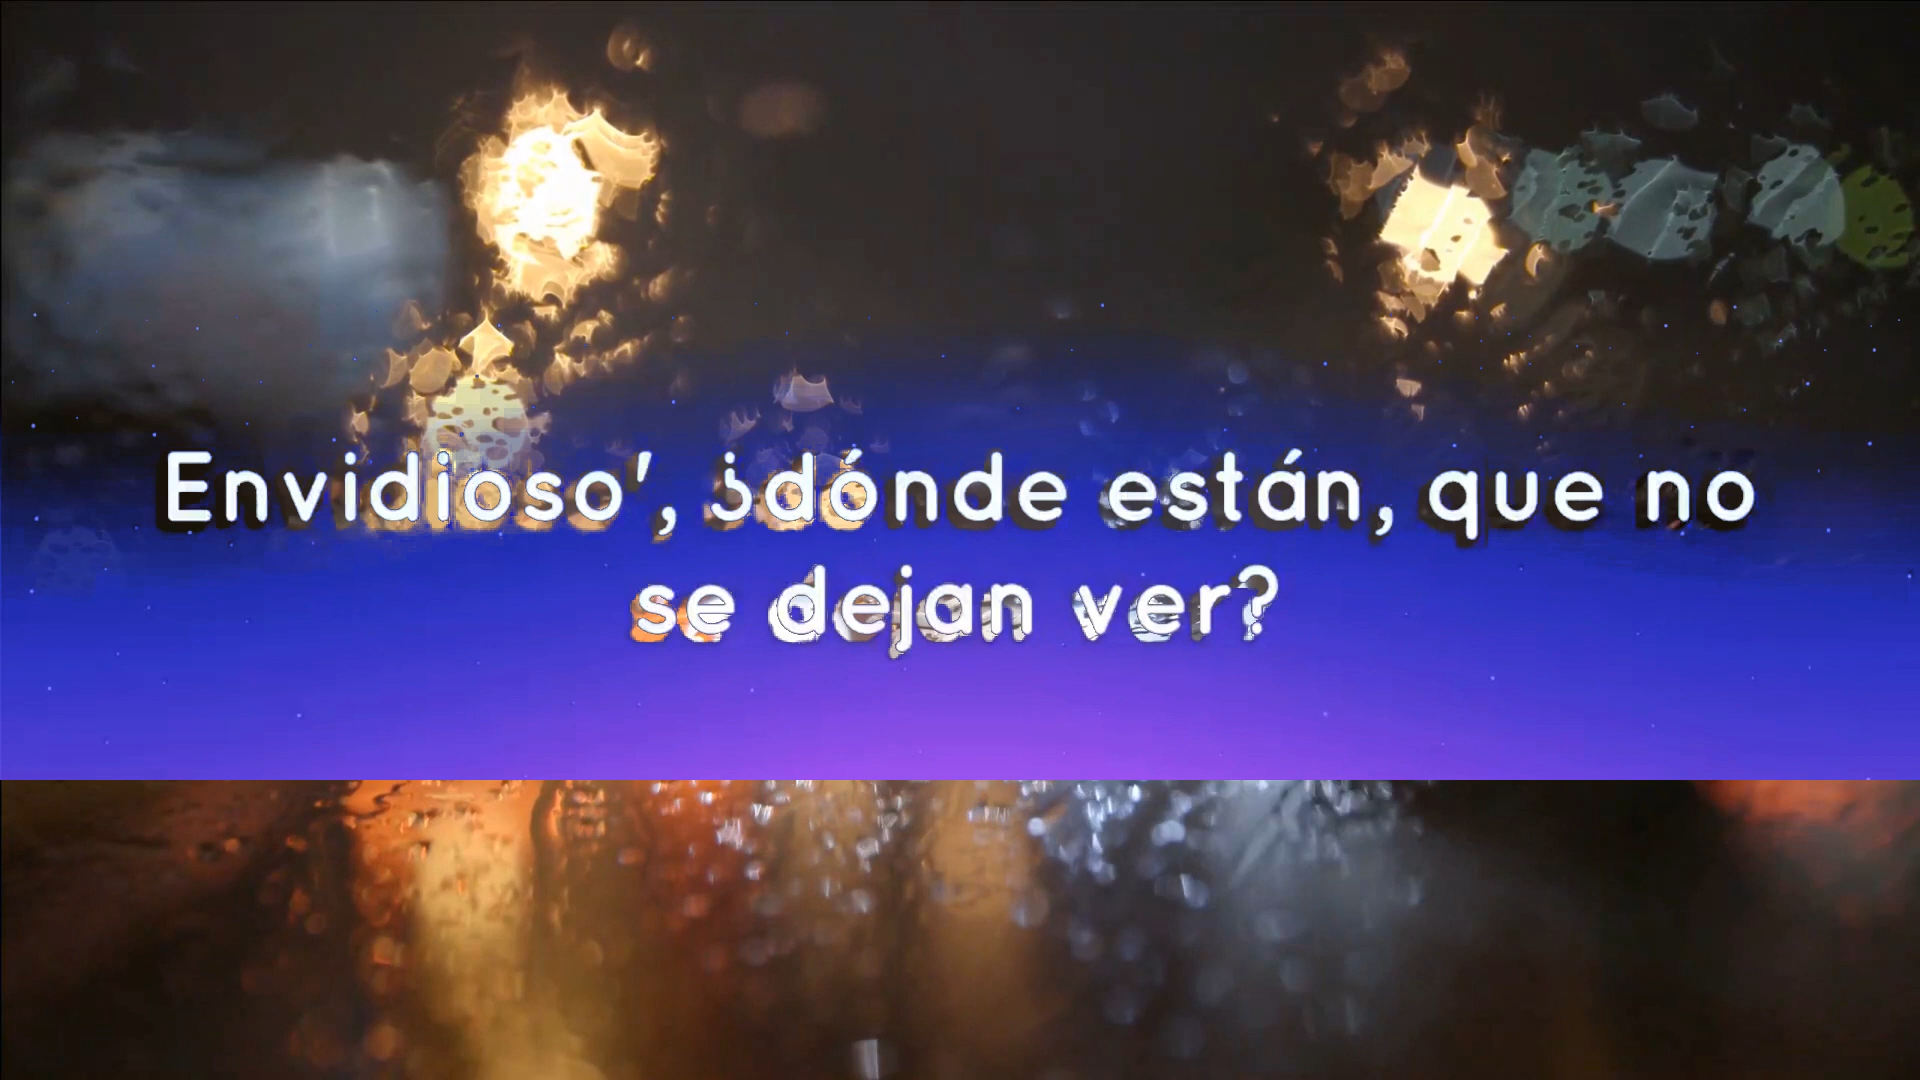 Envidioso', ¿dónde están, que no
se dejan ver?